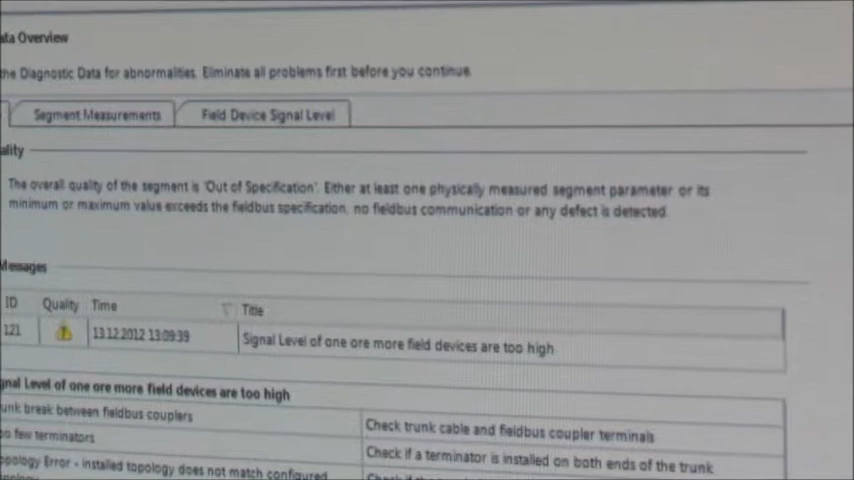 ata Overview
the Diagnostic Data for abnormalities. Eliminate all problems first before you continue.
Segment Measurements
Field Device Signal Level
ality
The overall quality of the segment is 'Out of Specification'. Either at least one physically measured segment parameter or its
minimum or maximum value exceeds the fieldbus specification, no fieldbus communication or any defect is detected.
Messages
ID Quality Time Title
121 13.12.2012 13:09:39 Signal Level of one ore more field devices are too high
gnal Level of one ore more field devices are too high
unk break between fieldbus couplers
Check trunk cable and fieldbus coupler terminals
oo few terminators
Check if a terminator is installed on both ends of the trunk
opology Error - installed topology does not match configured
Check if the